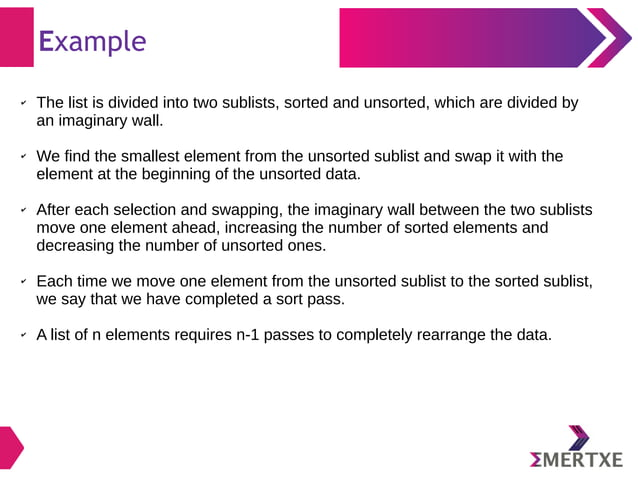 Example
✔ The list is divided into two sublists, sorted and unsorted, which are divided by
an imaginary wall.
✔ We find the smallest element from the unsorted sublist and swap it with the
element at the beginning of the unsorted data.
✔ After each selection and swapping, the imaginary wall between the two sublists
move one element ahead, increasing the number of sorted elements and
decreasing the number of unsorted ones.
✔ Each time we move one element from the unsorted sublist to the sorted sublist,
we say that we have completed a sort pass.
✔ A list of n elements requires n-1 passes to completely rearrange the data.
EMERTXE